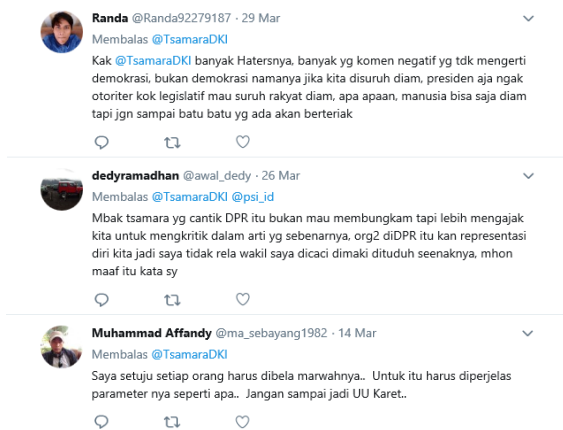 Randa @Randa92279187 · 29 Mar
Membalas @TsamaraDKI
Kak @TsamaraDKI banyak Hatersnya, banyak yg komen negatif yg tdk mengerti
demokrasi, bukan demokrasi namanya jika kita disuruh diam, presiden aja ngak
otoriter kok legislatif mau suruh rakyat diam, apa apaan, manusia bisa saja diam
tapi jgn sampai batu batu yg ada akan berteriak
dedyramadhan @awal_dedy · 26 Mar
Membalas @TsamaraDKI @psi_id
Mbak tsamara yg cantik DPR itu bukan mau membungkam tapi lebih mengajak
kita untuk mengkritik dalam arti yg sebenarnya, org2 diDPR itu kan representasi
diri kita jadi saya tidak rela wakil saya dicaci dimaki dituduh seenaknya, mhon
maaf itu kata sy
Muhammad Affandy @ma_sebayang1982 · 14 Mar
Membalas @TsamaraDKI
Saya setuju setiap orang harus dibela marwahnya.. Untuk itu harus diperjelas
parameter nya seperti apa.. Jangan sampai jadi UU Karet..